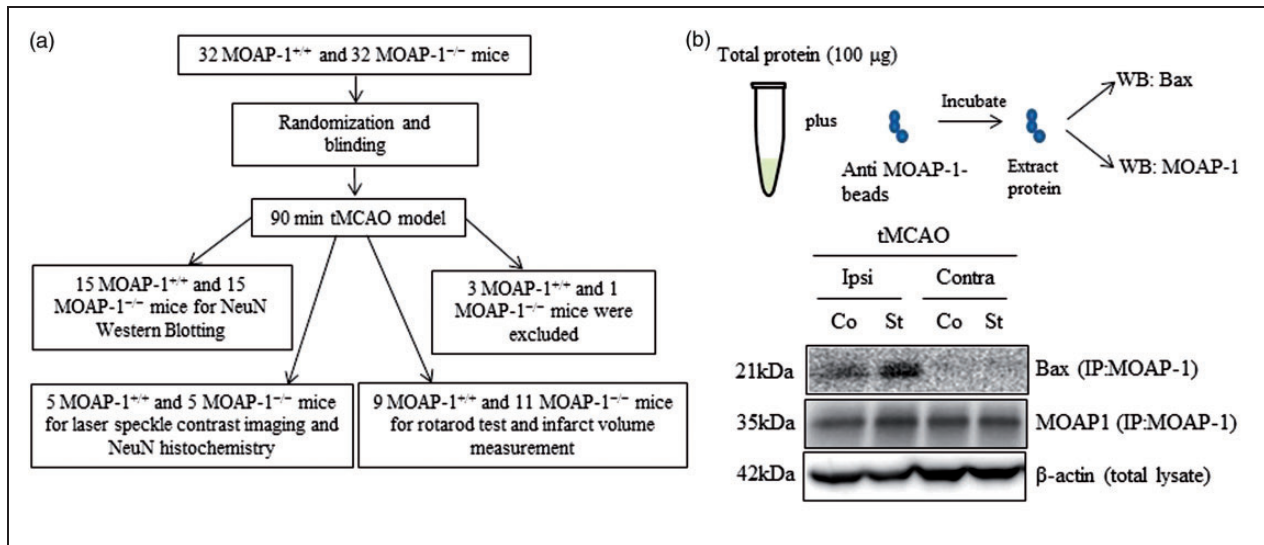 (a)
32 MOAP-1⁺/⁺ and 32 MOAP-1⁻/⁻ mice
Randomization and
blinding
90 min tMCAO model
15 MOAP-1⁺/⁺ and 15
MOAP-1⁻/⁻ mice for NeuN
Western Blotting
3 MOAP-1⁺/⁺ and 1
MOAP-1⁻/⁻ mice were
excluded
5 MOAP-1⁺/⁺ and 5 MOAP-1⁻/⁻ mice
for laser speckle contrast imaging and
NeuN histochemistry
9 MOAP-1⁺/⁺ and 11 MOAP-1⁻/⁻ mice
for rotarod test and infarct volume
measurement
(b)
Total protein (100 μg)
plus
Anti MOAP-1-
beads
Incubate
Extract
protein
WB: Bax
WB: MOAP-1
tMCAO
Ipsi Contra
Co St Co St
21kDa Bax (IP:MOAP-1)
35kDa MOAP1 (IP:MOAP-1)
42kDa β-actin (total lysate)